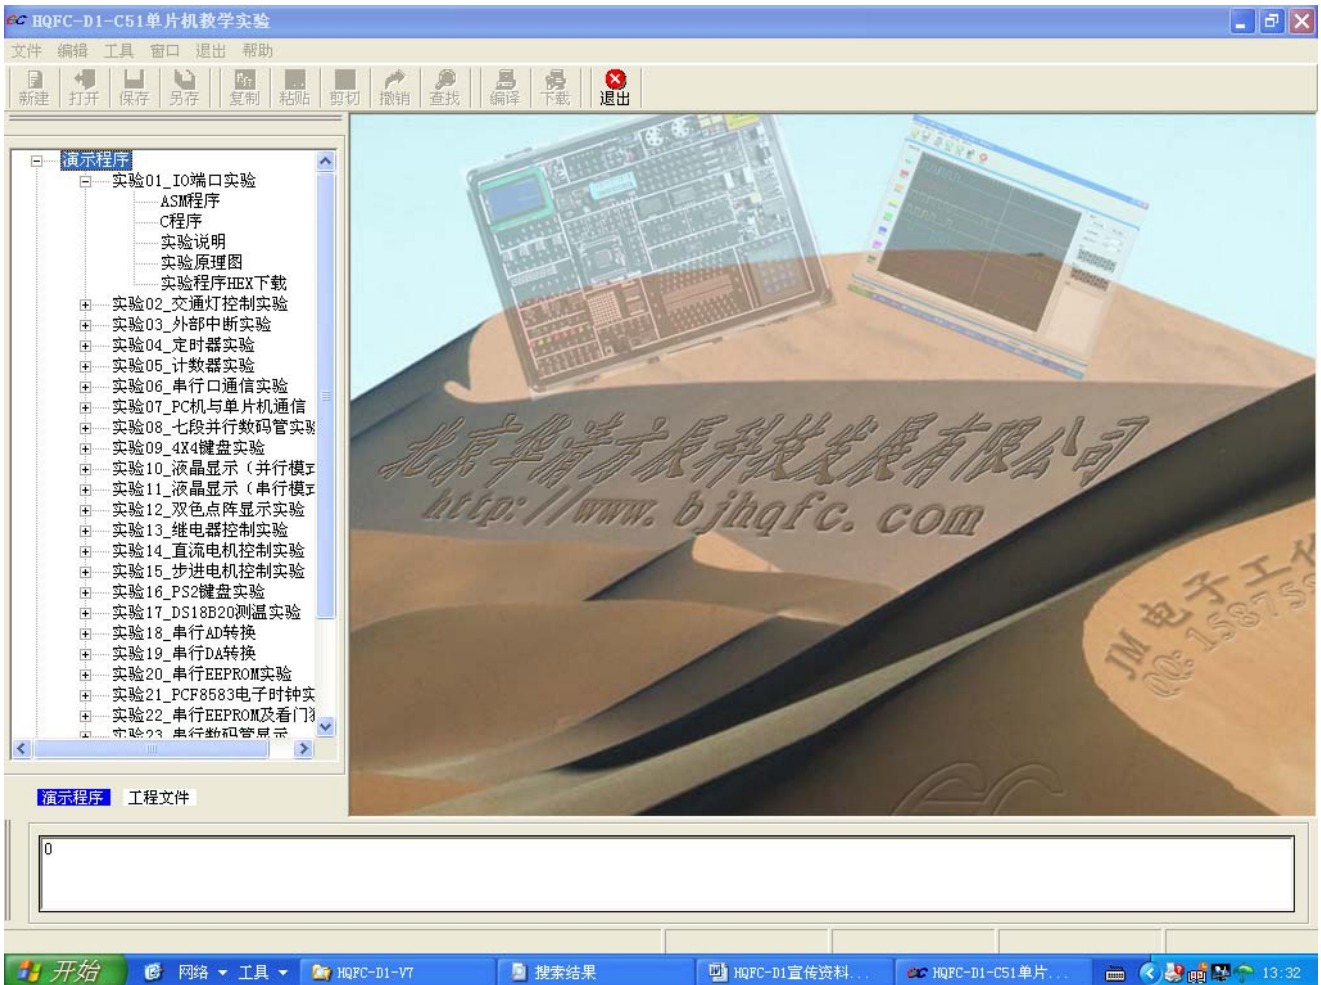 HQFC-D1-C51单片机教学实验
文件 编辑 工具 窗口 退出 帮助
新建 打开 保存 另存 复制 粘贴 剪切 撤销 查找 编译 下载 退出
演示程序
实验01_IO端口实验
ASM程序
C程序
实验说明
实验原理图
实验程序HEX下载
实验02_交通灯控制实验
实验03_外部中断实验
实验04_定时器实验
实验05_计数器实验
实验06_串行口通信实验
实验07_PC机与单片机通信
实验08_七段并行数码管实验
实验09_4X4键盘实验
实验10_液晶显示（并行模式
实验11_液晶显示（串行模式
实验12_双色点阵显示实验
实验13_继电器控制实验
实验14_直流电机控制实验
实验15_步进电机控制实验
实验16_PS2键盘实验
实验17_DS18B20测温实验
实验18_串行AD转换
实验19_串行DA转换
实验20_串行EEPROM实验
实验21_PCF8583电子时钟实
实验22_串行EEPROM及看门狗
实验23_串行数码管显示
北京华清方辰科技发展有限公司
http://www.bjhqfc.com
JM 电子工作
QQ:158759
演示程序 工程文件
0
开始 网络 工具 HQFC-D1-V7 搜索结果 HQFC-D1宣传资料... HQFC-D1-C51单片... 13:32